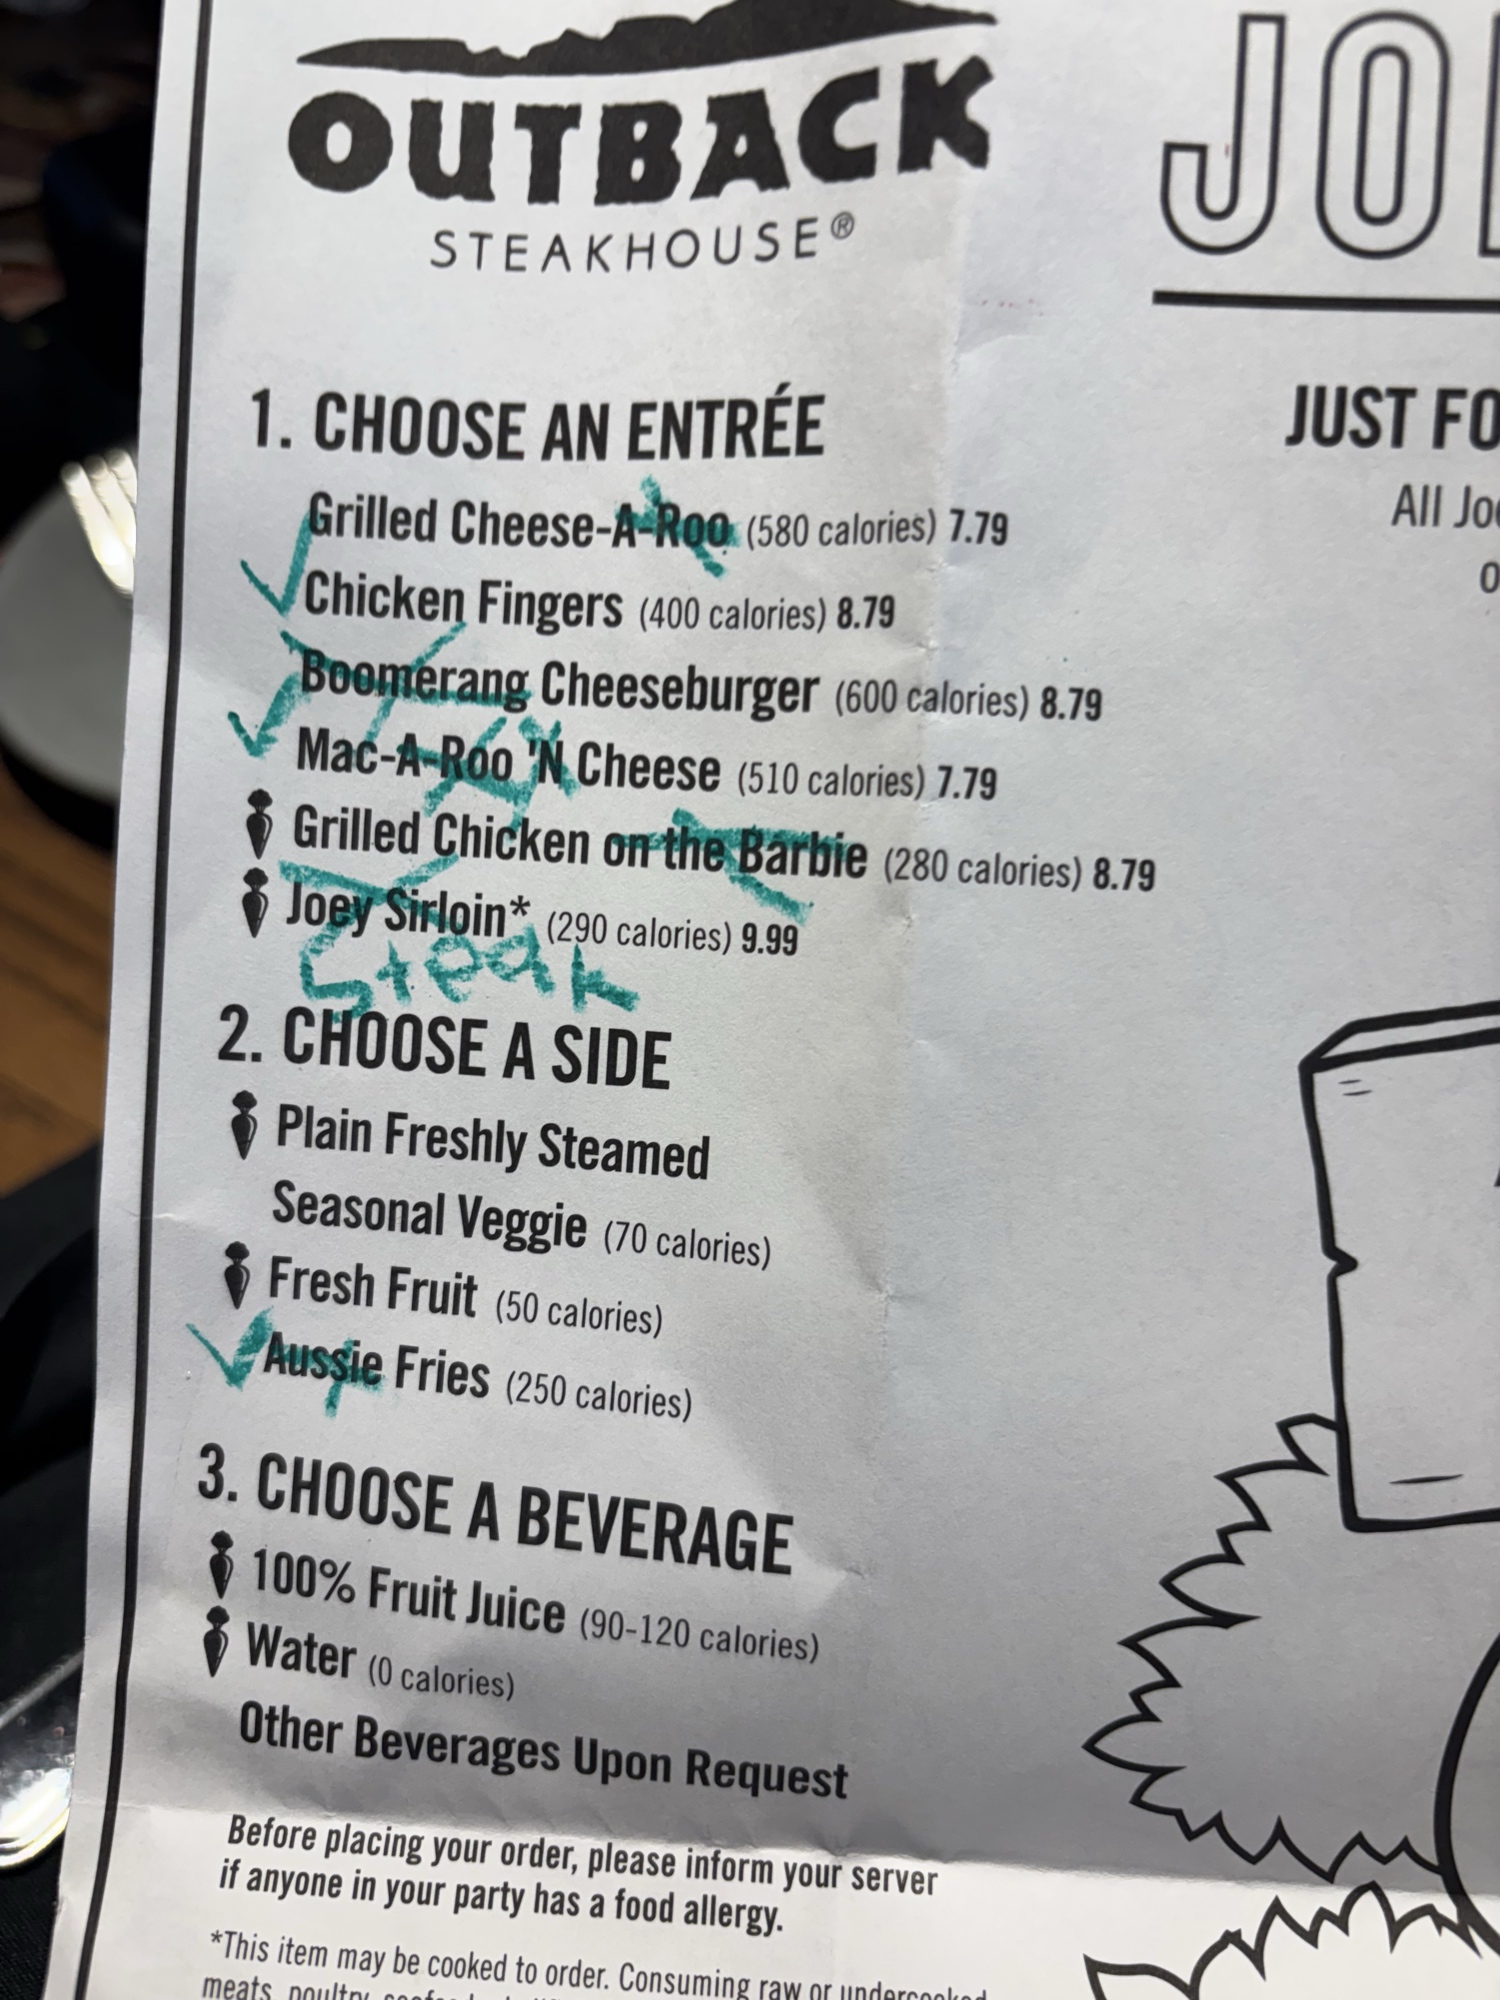 OUTBACK
STEAKHOUSE®
1. CHOOSE AN ENTRÉE
Grilled Cheese-A-Roo (580 calories) 7.79
Chicken Fingers (400 calories) 8.79
Boomerang Cheeseburger (600 calories) 8.79
Mac-A-Roo 'N Cheese (510 calories) 7.79
Grilled Chicken on the Barbie (280 calories) 8.79
Joey Sirloin* (290 calories) 9.99
Steak
2. CHOOSE A SIDE
Plain Freshly Steamed
Seasonal Veggie (70 calories)
Fresh Fruit (50 calories)
Aussie Fries (250 calories)
3. CHOOSE A BEVERAGE
100% Fruit Juice (90-120 calories)
Water (0 calories)
Other Beverages Upon Request
Before placing your order, please inform your server
if anyone in your party has a food allergy.
*This item may be cooked to order. Consuming raw or undercooked
meats, poultry,
JUST
All